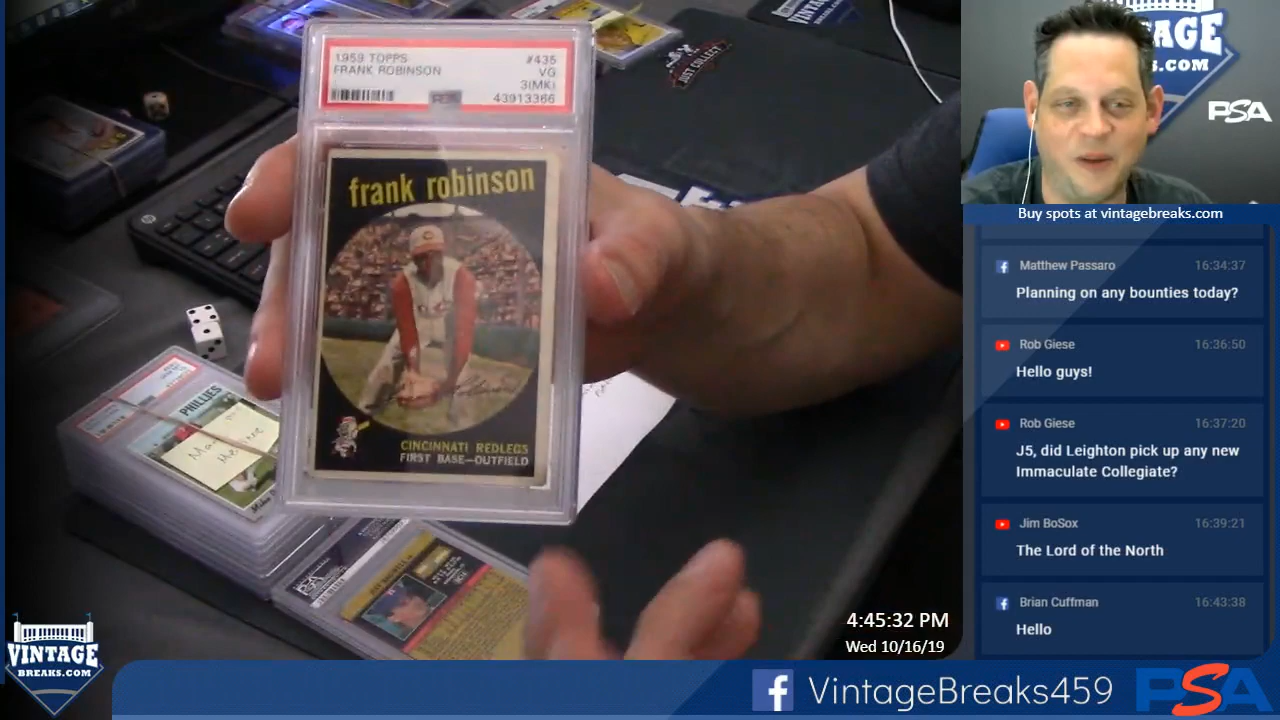 1959 TOPPS #435
FRANK ROBINSON VG
3(MK)
PSA 43913366
frank robinson
CINCINNATI REDLEGS
FIRST BASE-OUTFIELD
PHILLIES
JUST COLLECT
AGE
S.COM
PSA
Buy spots at vintagebreaks.com
Matthew Passaro 16:34:37
Planning on any bounties today?
Rob Giese 16:36:50
Hello guys!
Rob Giese 16:37:20
J5, did Leighton pick up any new
Immaculate Collegiate?
Jim BoSox 16:39:21
The Lord of the North
Brian Cuffman 16:43:38
Hello
4:45:32 PM
Wed 10/16/19
VINTAGE
BREAKS.COM
f VintageBreaks459
PSA